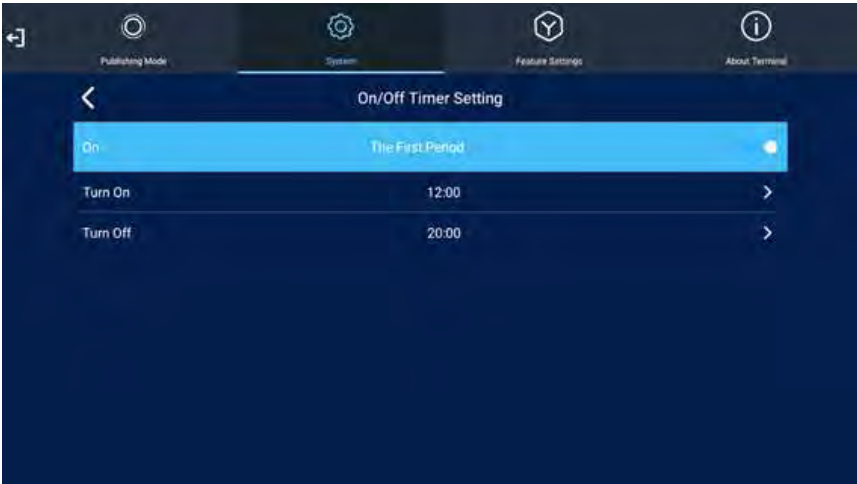 Publishing Mode
System
Feature Settings
About Terminal
On/Off Timer Setting
On The First Period
Turn On 12:00
Turn Off 20:00